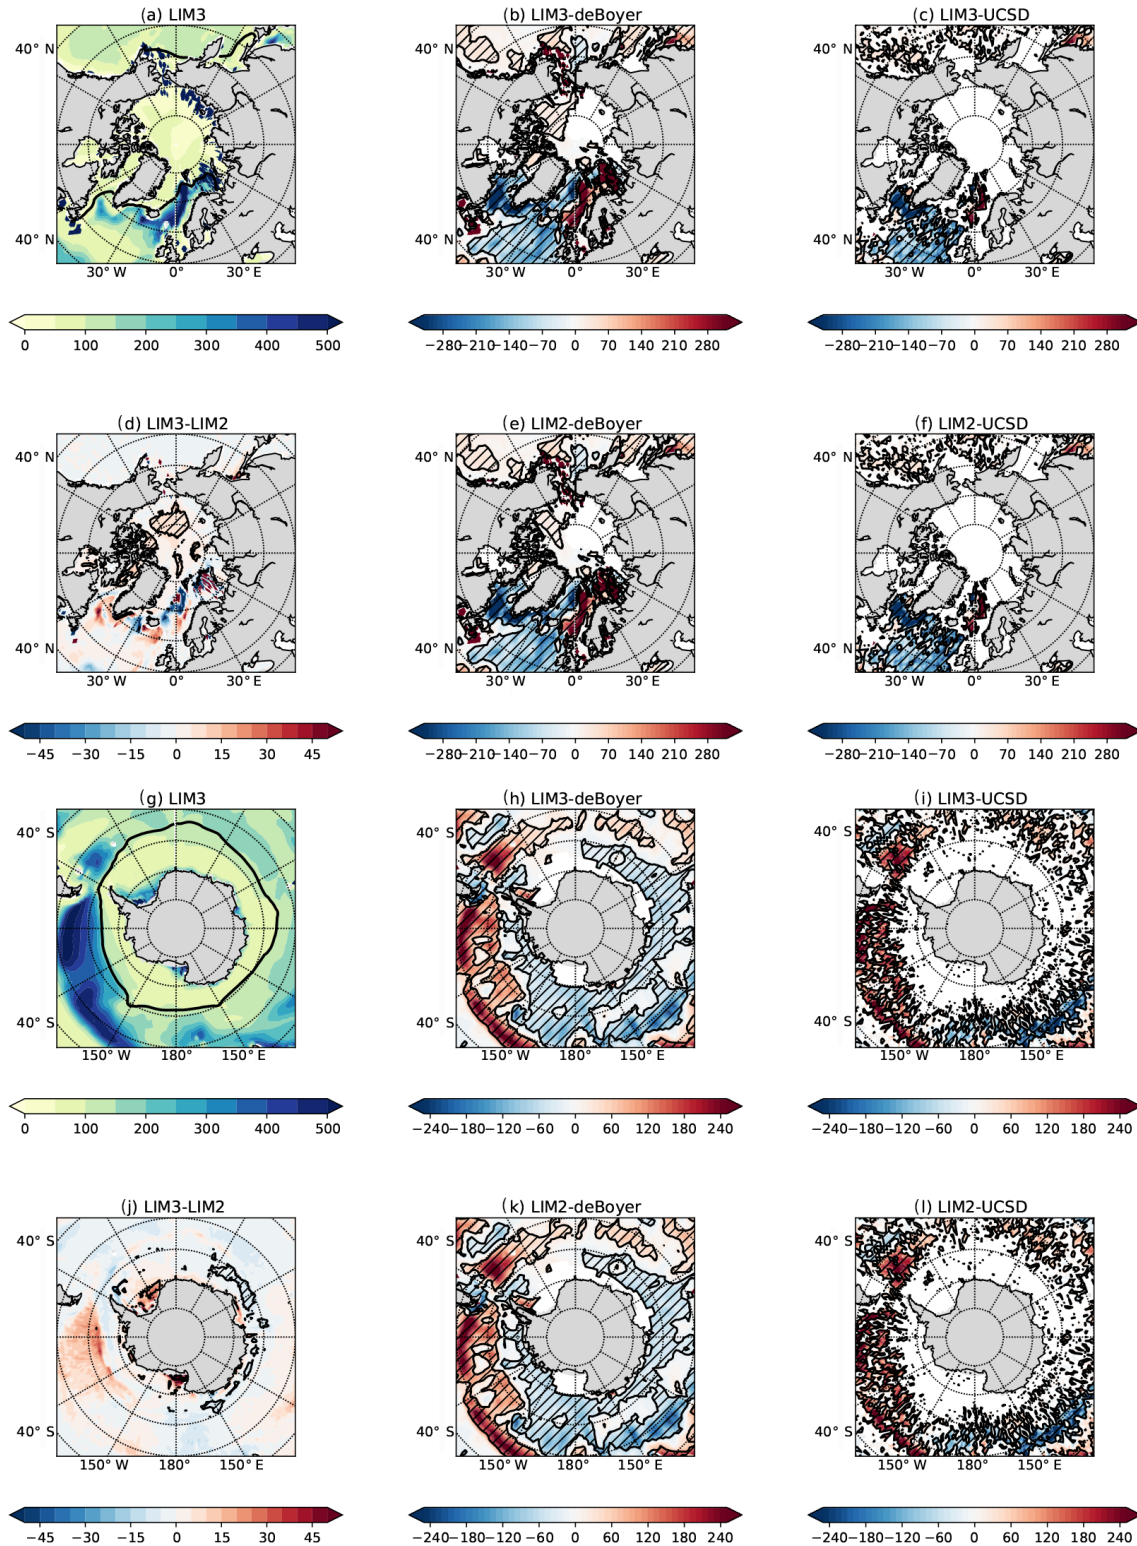 (a) LIM3 (b) LIM3-deBoyer (c) LIM3-UCSD
40° N 40° N 40° N
40° N 40° N 40° N
30° W 0° 30° E 30° W 0° 30° E 30° W 0° 30° E
0 100 200 300 400 500 −280−210−140 −70 0 70 140 210 280 −280−210−140 −70 0 70 140 210 280
(d) LIM3-LIM2 (e) LIM2-deBoyer (f) LIM2-UCSD
40° N 40° N 40° N
40° N 40° N 40° N
30° W 0° 30° E 30° W 0° 30° E 30° W 0° 30° E
−45 −30 −15 0 15 30 45 −280−210−140 −70 0 70 140 210 280 −280−210−140 −70 0 70 140 210 280
(g) LIM3 (h) LIM3-deBoyer (i) LIM3-UCSD
40° S 40° S 40° S
40° S 40° S 40° S
150° W 180° 150° E 150° W 180° 150° E 150° W 180° 150° E
0 100 200 300 400 500 −240−180−120 −60 0 60 120 180 240 −240−180−120 −60 0 60 120 180 240
(j) LIM3-LIM2 (k) LIM2-deBoyer (l) LIM2-UCSD
40° S 40° S 40° S
40° S 40° S 40° S
150° W 180° 150° E 150° W 180° 150° E 150° W 180° 150° E
−45 −30 −15 0 15 30 45 −240−180−120 −60 0 60 120 180 240 −240−180−120 −60 0 60 120 180 240